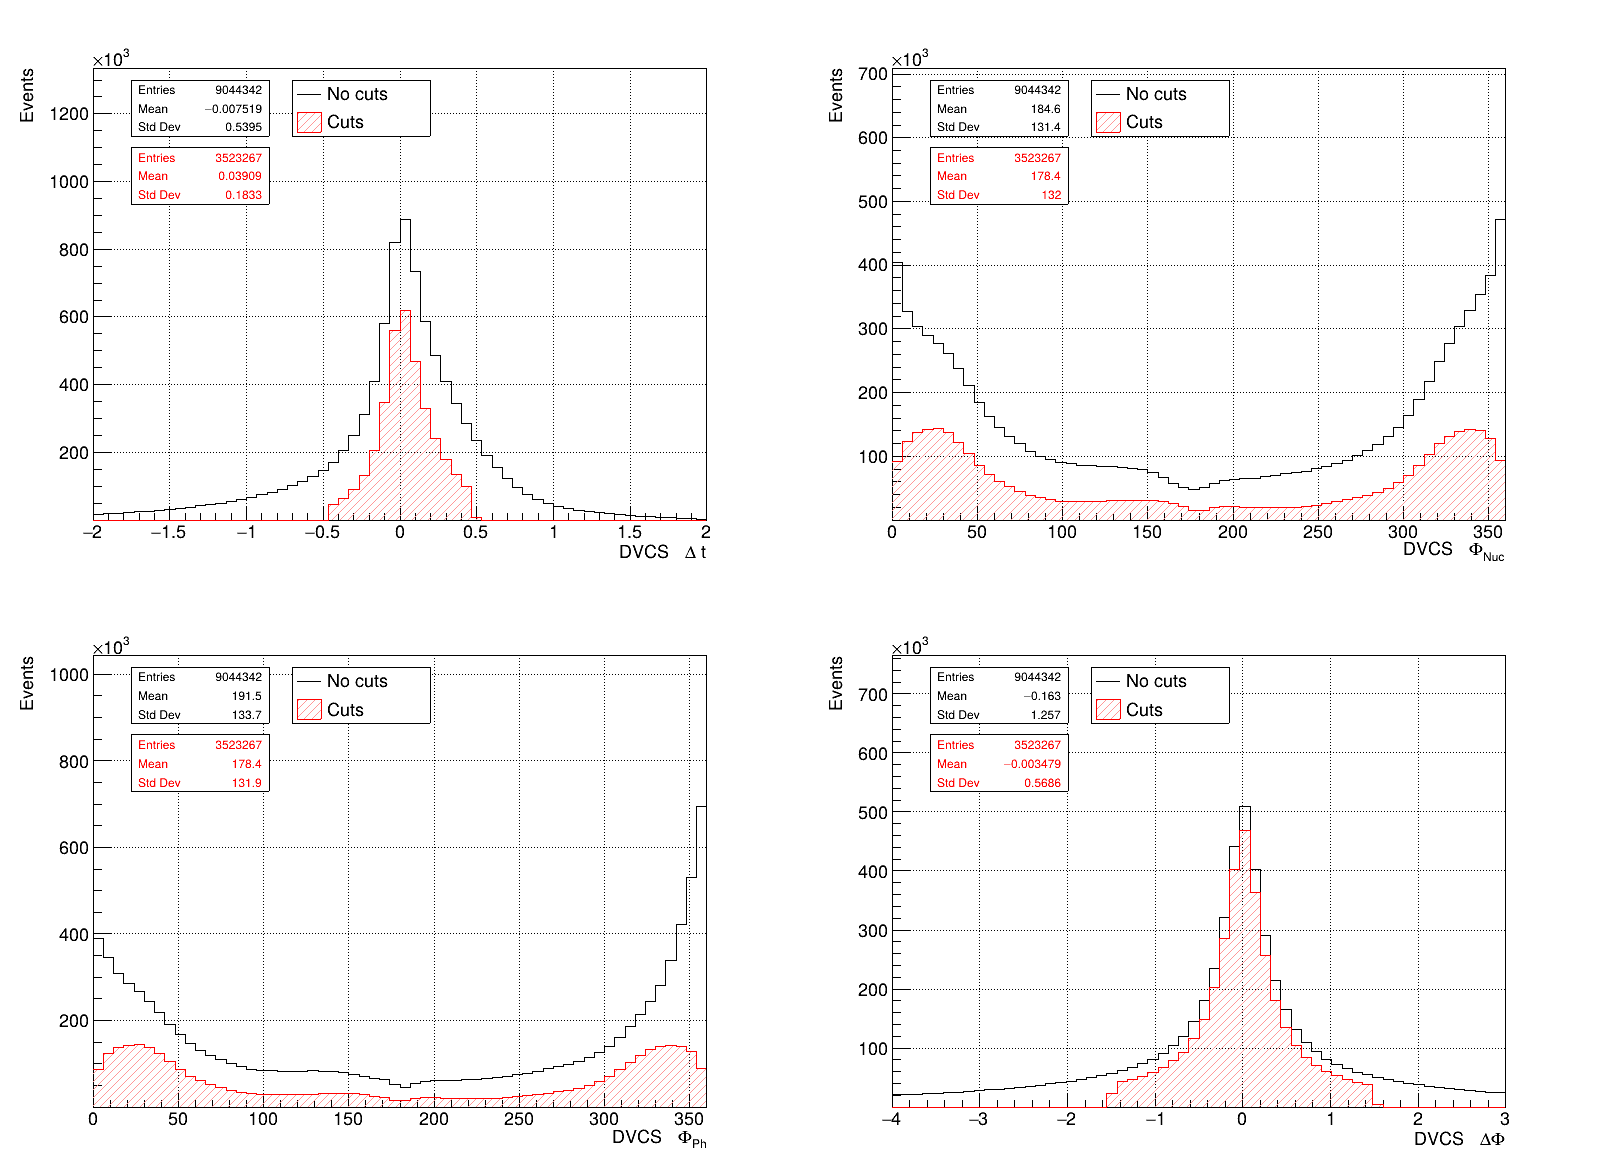 ×10³
Events
Entries 9044342
Mean −0.007519
Std Dev 0.5395
Entries 3523267
Mean 0.03909
Std Dev 0.1833
No cuts
Cuts
1200
1000
800
600
400
200
−2 −1.5 −1 −0.5 0 0.5 1 1.5 2
DVCS Δ t
×10³
Events
Entries 9044342
Mean 184.6
Std Dev 131.4
Entries 3523267
Mean 178.4
Std Dev 132
No cuts
Cuts
700
600
500
400
300
200
100
0 50 100 150 200 250 300 350
DVCS Φ_Nuc
×10³
Events
Entries 9044342
Mean 191.5
Std Dev 133.7
Entries 3523267
Mean 178.4
Std Dev 131.9
No cuts
Cuts
1000
800
600
400
200
0 50 100 150 200 250 300 350
DVCS Φ_Ph
×10³
Events
Entries 9044342
Mean −0.163
Std Dev 1.257
Entries 3523267
Mean −0.003479
Std Dev 0.5686
No cuts
Cuts
700
600
500
400
300
200
100
−4 −3 −2 −1 0 1 2 3
DVCS ΔΦ